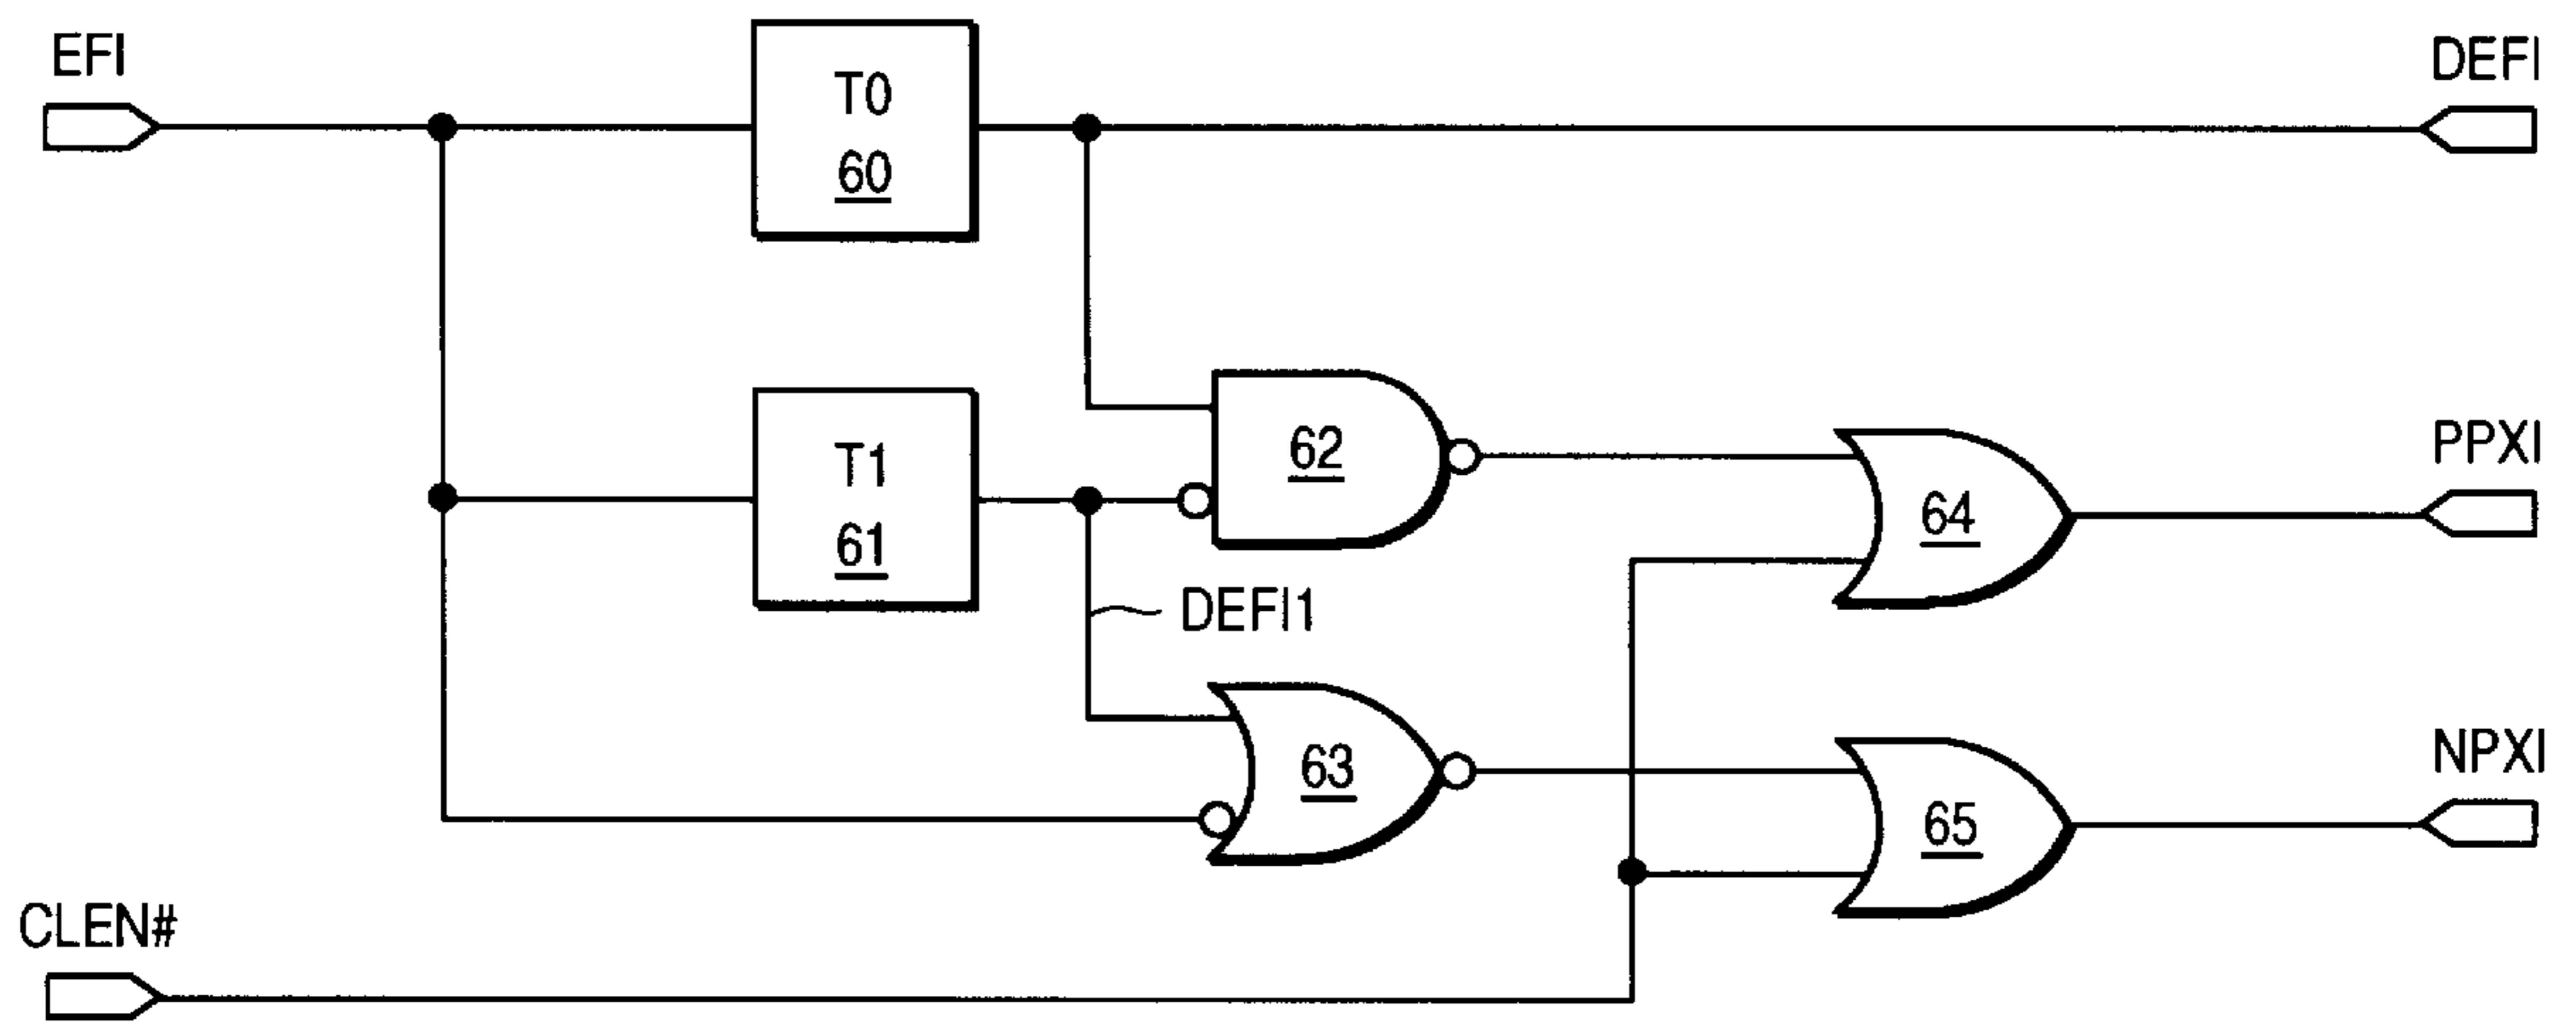 EFI
T0
60
DEFI
62
PPXI
T1
61
64
DEFI1
63
NPXI
65
CLEN#